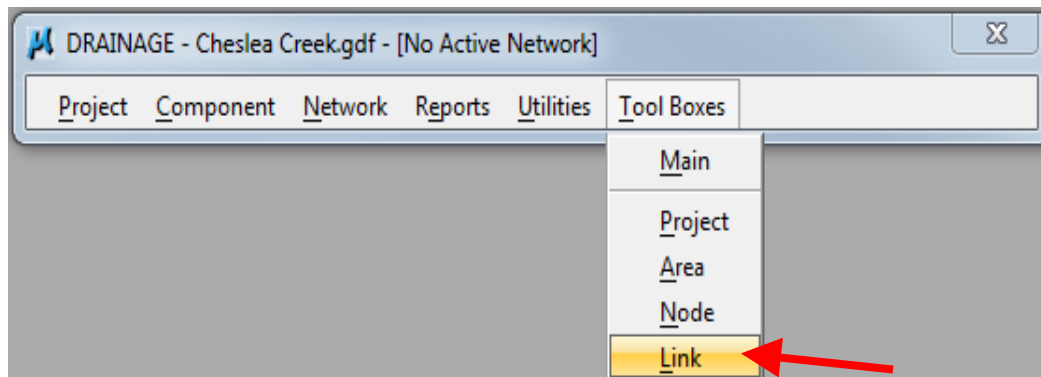 DRAINAGE - Cheslea Creek.gdf - [No Active Network]
Project Component Network Reports Utilities Tool Boxes
Main
Project
Area
Node
Link